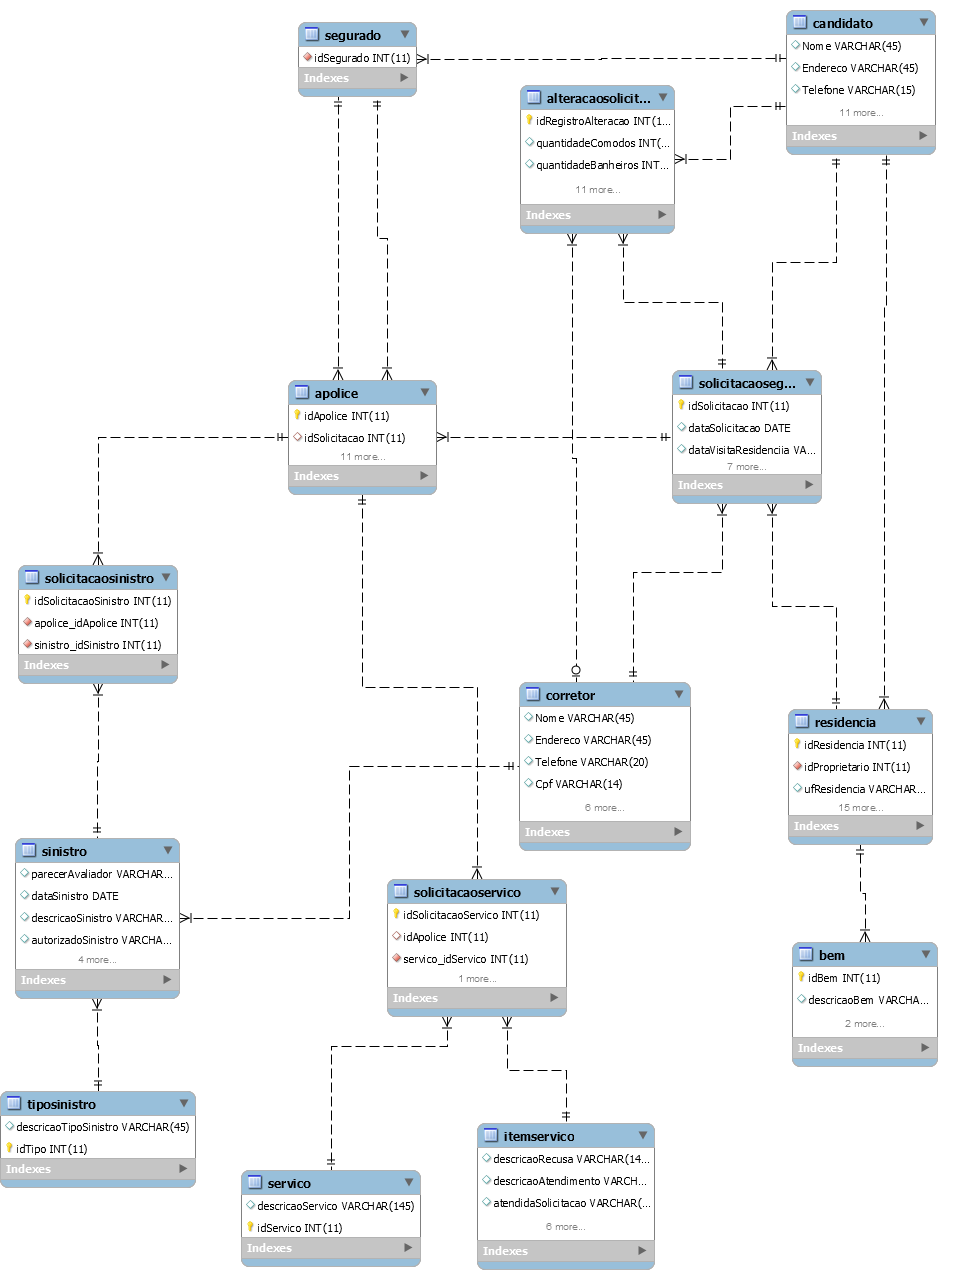 segurado
idSegurado INT(11)
Indexes
candidato
Nome VARCHAR(45)
Endereco VARCHAR(45)
Telefone VARCHAR(15)
11 more...
Indexes
alteracaosolicit...
idRegistroAlteracao INT(1...
quantidadeComodos INT(...
quantidadeBanheiros INT...
11 more...
Indexes
apolice
idApolice INT(11)
idSolicitacao INT(11)
11 more...
Indexes
solicitacaoseg...
idSolicitacao INT(11)
dataSolicitacao DATE
dataVisitaResidenciia VA...
7 more...
Indexes
solicitacaosinistro
idSolicitacaoSinistro INT(11)
apolice_idApolice INT(11)
sinistro_idSinistro INT(11)
Indexes
corretor
Nome VARCHAR(45)
Endereco VARCHAR(45)
Telefone VARCHAR(20)
Cpf VARCHAR(14)
6 more...
Indexes
residencia
idResidencia INT(11)
idProprietario INT(11)
ufResidencia VARCHAR...
15 more...
Indexes
sinistro
parecerAvaliador VARCHAR...
dataSinistro DATE
descricaoSinistro VARCHAR...
autorizadoSinistro VARCHA...
4 more...
Indexes
solicitacaoservico
idSolicitacaoServico INT(11)
idApolice INT(11)
servico_idServico INT(11)
1 more...
Indexes
bem
idBem INT(11)
descricaoBem VARCHA...
2 more...
Indexes
tiposinistro
descricaoTipoSinistro VARCHAR(45)
idTipo INT(11)
Indexes
itemservico
descricaoRecusa VARCHAR(14...
descricaoAtendimento VARCH...
atendidaSolicitacao VARCHAR(...
6 more...
Indexes
servico
descricaoServico VARCHAR(145)
idServico INT(11)
Indexes